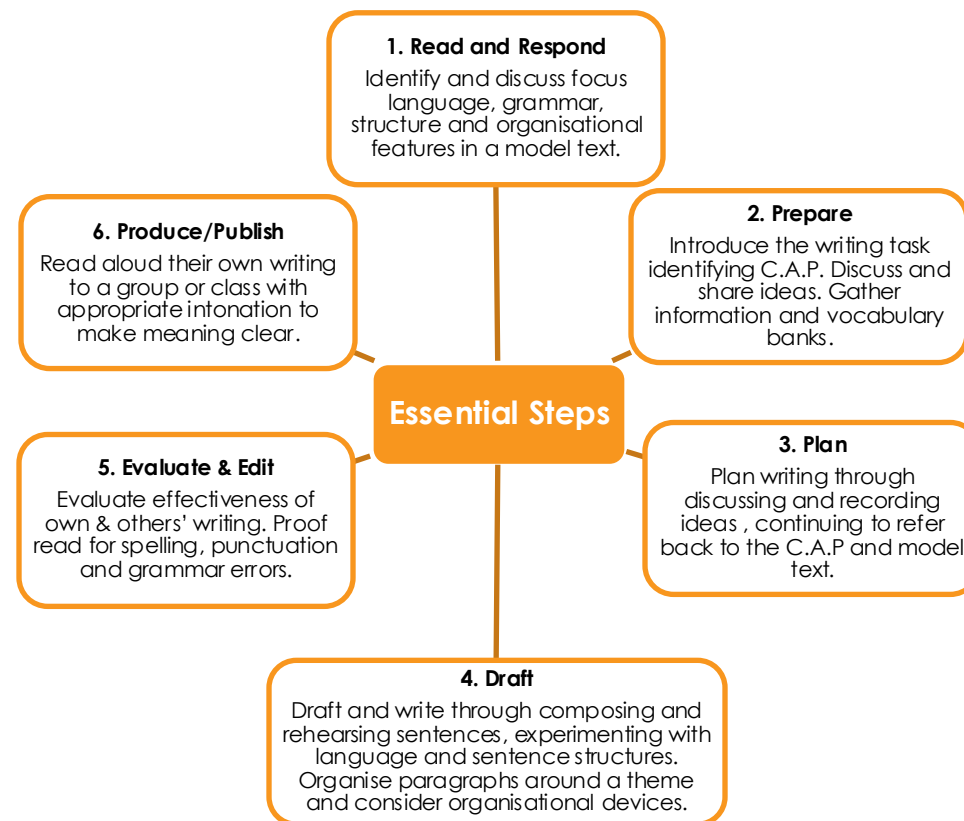 1. Read and Respond
Identify and discuss focus
language, grammar,
structure and organisational
features in a model text.
2. Prepare
Introduce the writing task
identifying C.A.P. Discuss and
share ideas. Gather
information and vocabulary
banks.
3. Plan
Plan writing through
discussing and recording
ideas , continuing to refer
back to the C.A.P and model
text.
4. Draft
Draft and write through composing and
rehearsing sentences, experimenting with
language and sentence structures.
Organise paragraphs around a theme
and consider organisational devices.
5. Evaluate & Edit
Evaluate effectiveness of
own & others’ writing. Proof
read for spelling, punctuation
and grammar errors.
6. Produce/Publish
Read aloud their own writing
to a group or class with
appropriate intonation to
make meaning clear.
Essential Steps